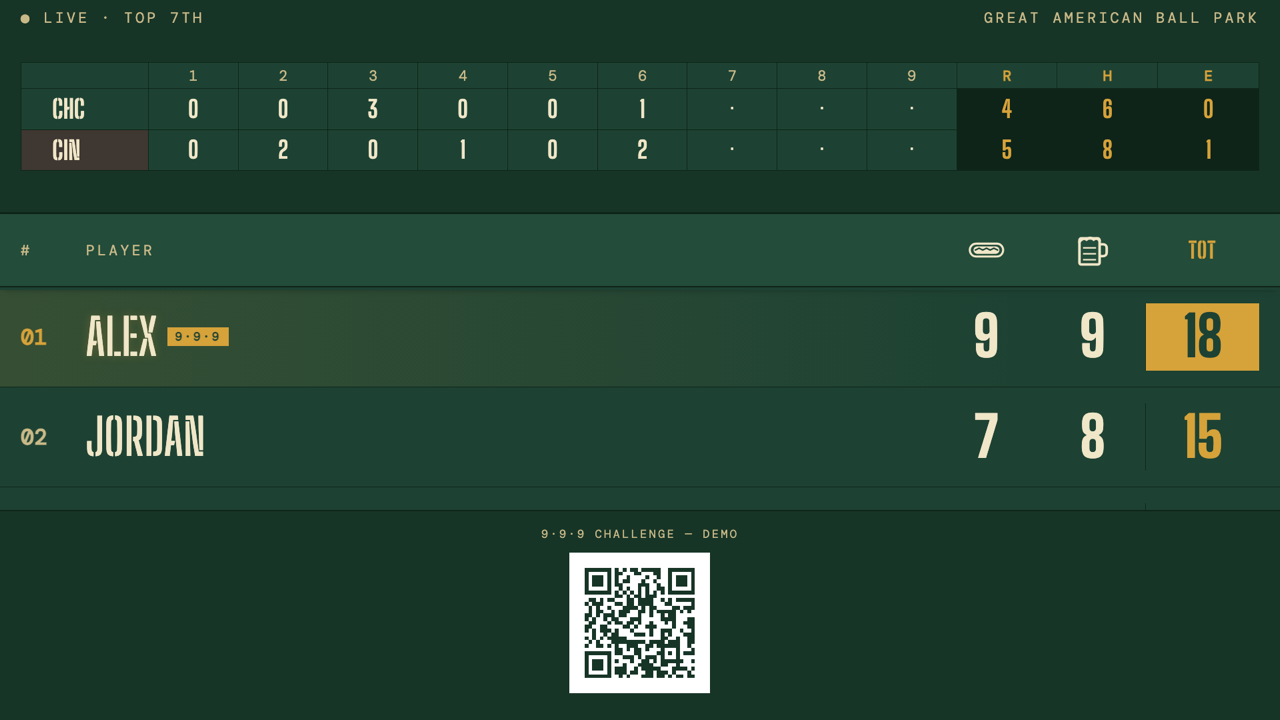 LIVE · TOP 7TH
GREAT AMERICAN BALL PARK
1 2 3 4 5 6 7 8 9 R H E
CHC 0 0 3 0 0 1 · · · 4 6 0
CIN 0 2 0 1 0 2 · · · 5 8 1
# PLAYER TOT
01 ALEX 9·9·9 9 9 18
02 JORDAN 7 8 15
9·9·9 CHALLENGE — DEMO